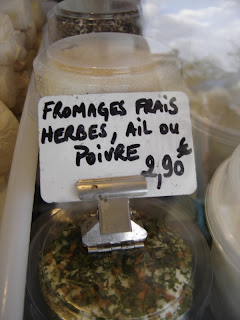 FROMAGES FRAIS
HERBES, AIL OU
POIVRE
2,90€